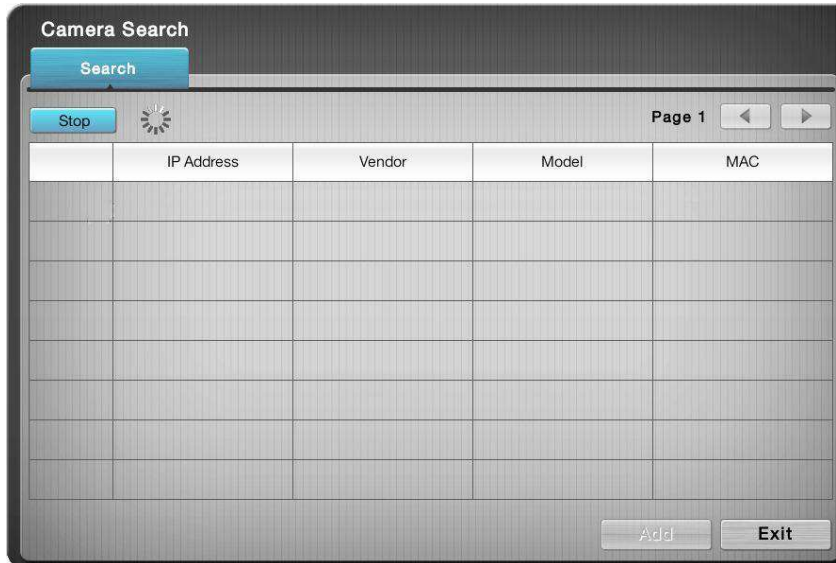 Camera Search
Search
Stop
Page 1
IP Address Vendor Model MAC
Add Exit